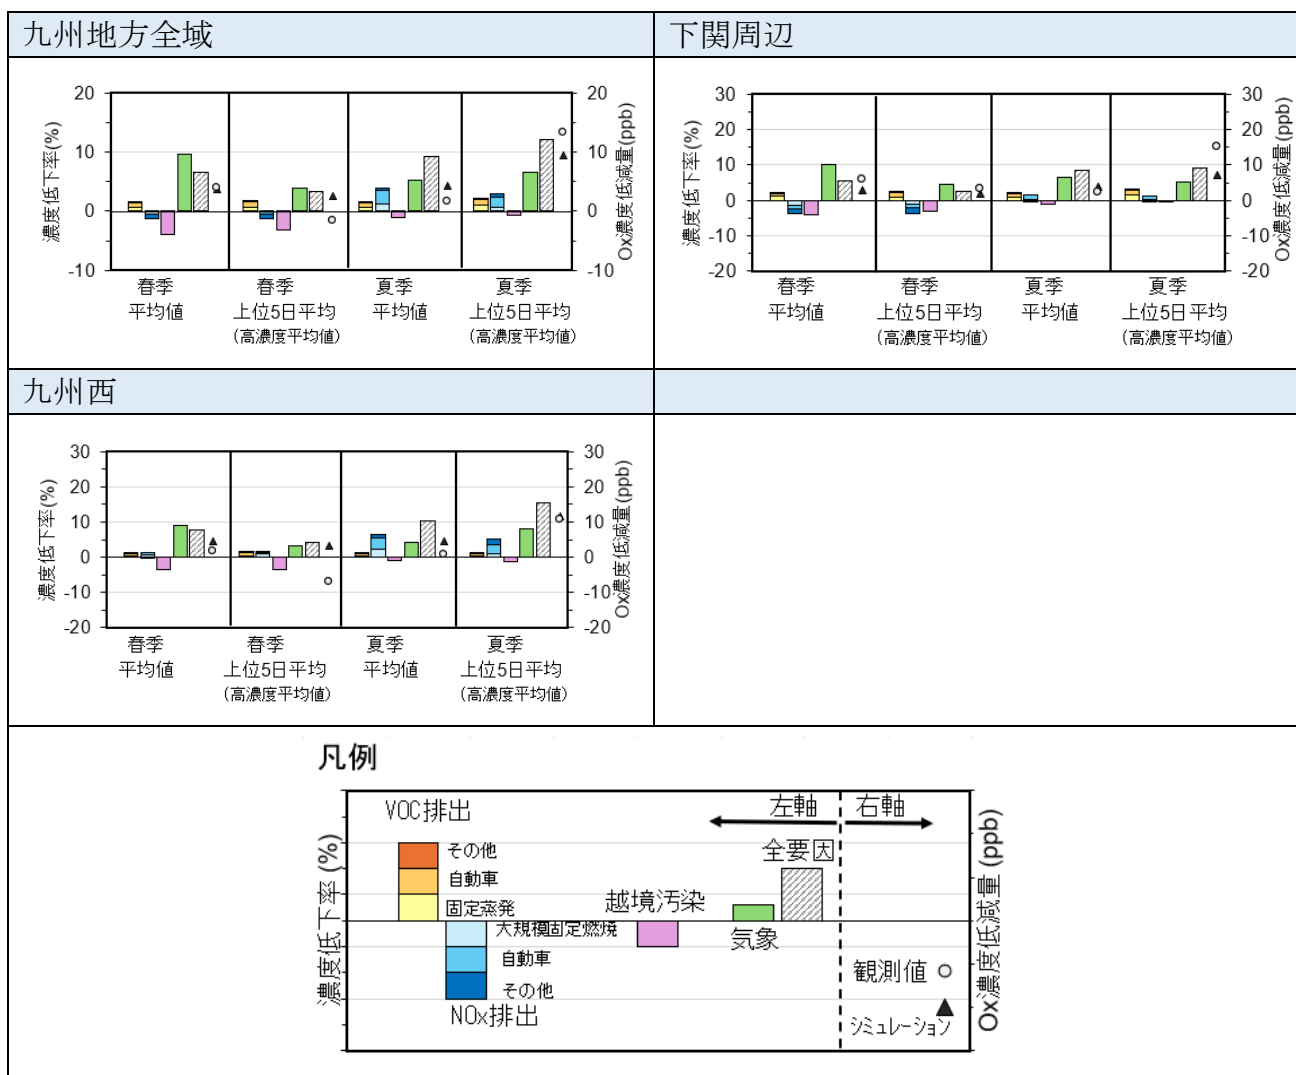 九州地方全域
下関周辺
濃度低下率(%)
20
10
0
-10
20
10
0
-10
Ox濃度低減量(ppb)
春季
平均値
春季
上位5日平均
(高濃度平均値)
夏季
平均値
夏季
上位5日平均
(高濃度平均値)
濃度低下率(%)
30
20
10
0
-10
-20
30
20
10
0
-10
-20
Ox濃度低減量(ppb)
春季
平均値
春季
上位5日平均
(高濃度平均値)
夏季
平均値
夏季
上位5日平均
(高濃度平均値)
九州西
濃度低下率(%)
30
20
10
0
-10
-20
30
20
10
0
-10
-20
Ox濃度低減量(ppb)
春季
平均値
春季
上位5日平均
(高濃度平均値)
夏季
平均値
夏季
上位5日平均
(高濃度平均値)
凡例
濃度低下率(%)
VOC排出
その他
自動車
固定蒸発
大規模固定燃焼
自動車
その他
NOx排出
越境汚染
気象
全要因
左軸
右軸
観測値
シミュレーション
Ox濃度低減量(ppb)